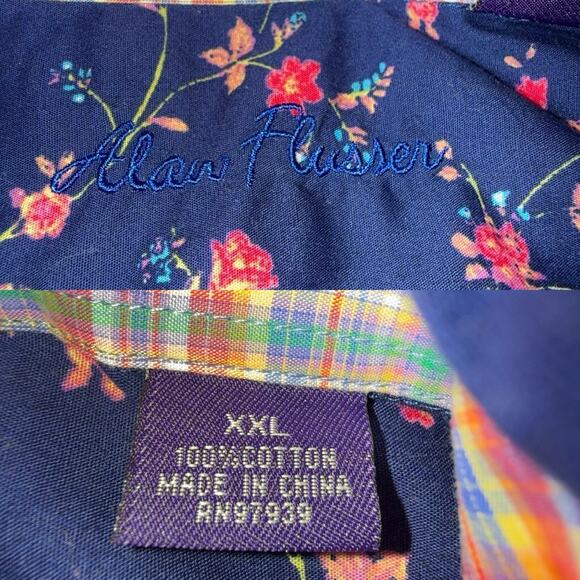 Alan Flusser
XXL
100%COTTON
MADE IN CHINA
RN97939